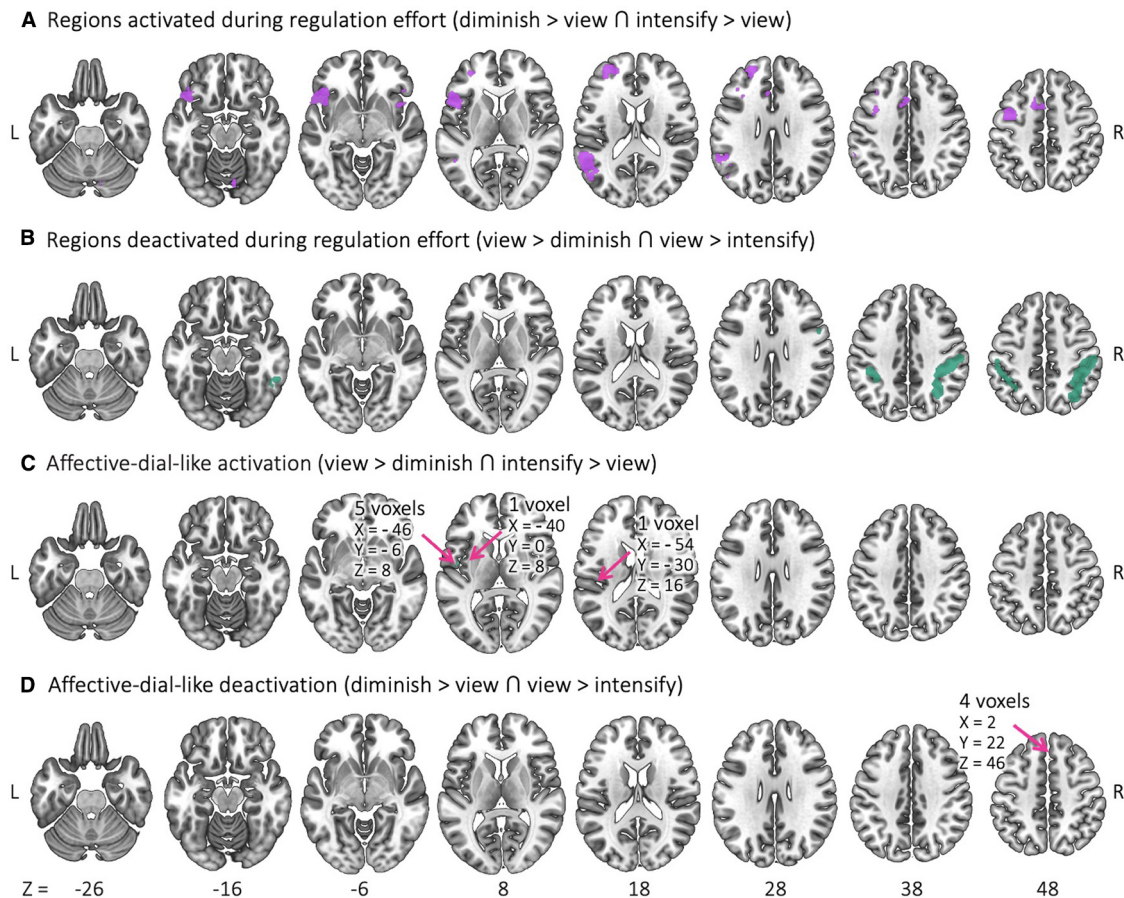 A Regions activated during regulation effort (diminish > view ∩ intensify > view)
L
R
B Regions deactivated during regulation effort (view > diminish ∩ view > intensify)
L
R
C Affective-dial-like activation (view > diminish ∩ intensify > view)
5 voxels
X = - 46
Y = - 6
Z = 8
1 voxel
X = - 40
Y = 0
Z = 8
1 voxel
X = - 54
Y = -30
Z = 16
L
R
D Affective-dial-like deactivation (diminish > view ∩ view > intensify)
4 voxels
X = 2
Y = 22
Z = 46
L
R
Z = -26 -16 -6 8 18 28 38 48